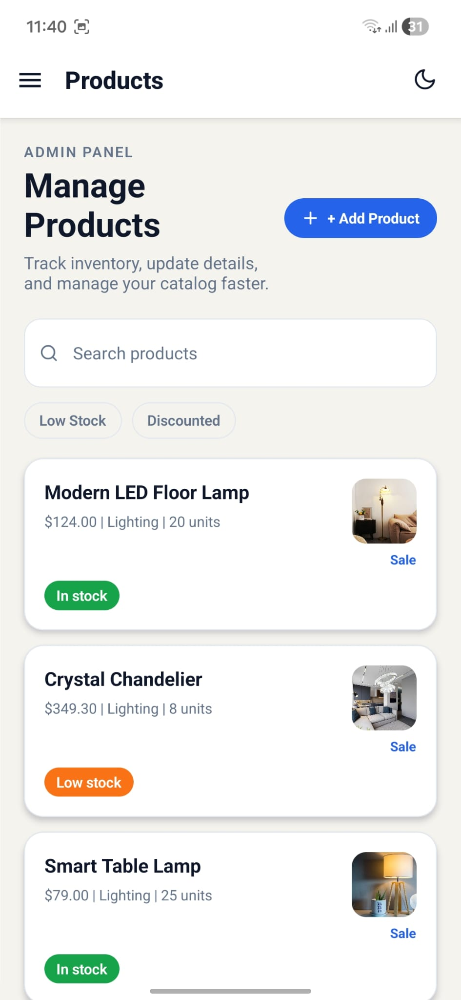 11:40
31
Products
ADMIN PANEL
Manage
Products
+ + Add Product
Track inventory, update details,
and manage your catalog faster.
Search products
Low Stock
Discounted
Modern LED Floor Lamp
$124.00 | Lighting | 20 units
Sale
In stock
Crystal Chandelier
$349.30 | Lighting | 8 units
Sale
Low stock
Smart Table Lamp
$79.00 | Lighting | 25 units
Sale
In stock